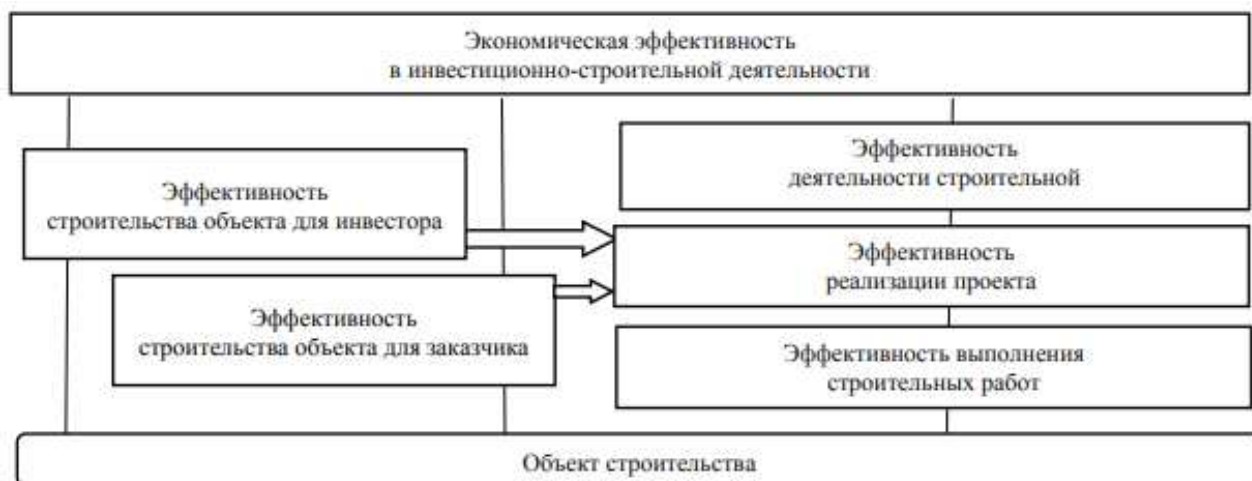 Экономическая эффективность
в инвестиционно-строительной деятельности
Эффективность
строительства объекта для инвестора
Эффективность
строительства объекта для заказчика
Эффективность
деятельности строительной
Эффективность
реализации проекта
Эффективность выполнения
строительных работ
Объект строительства